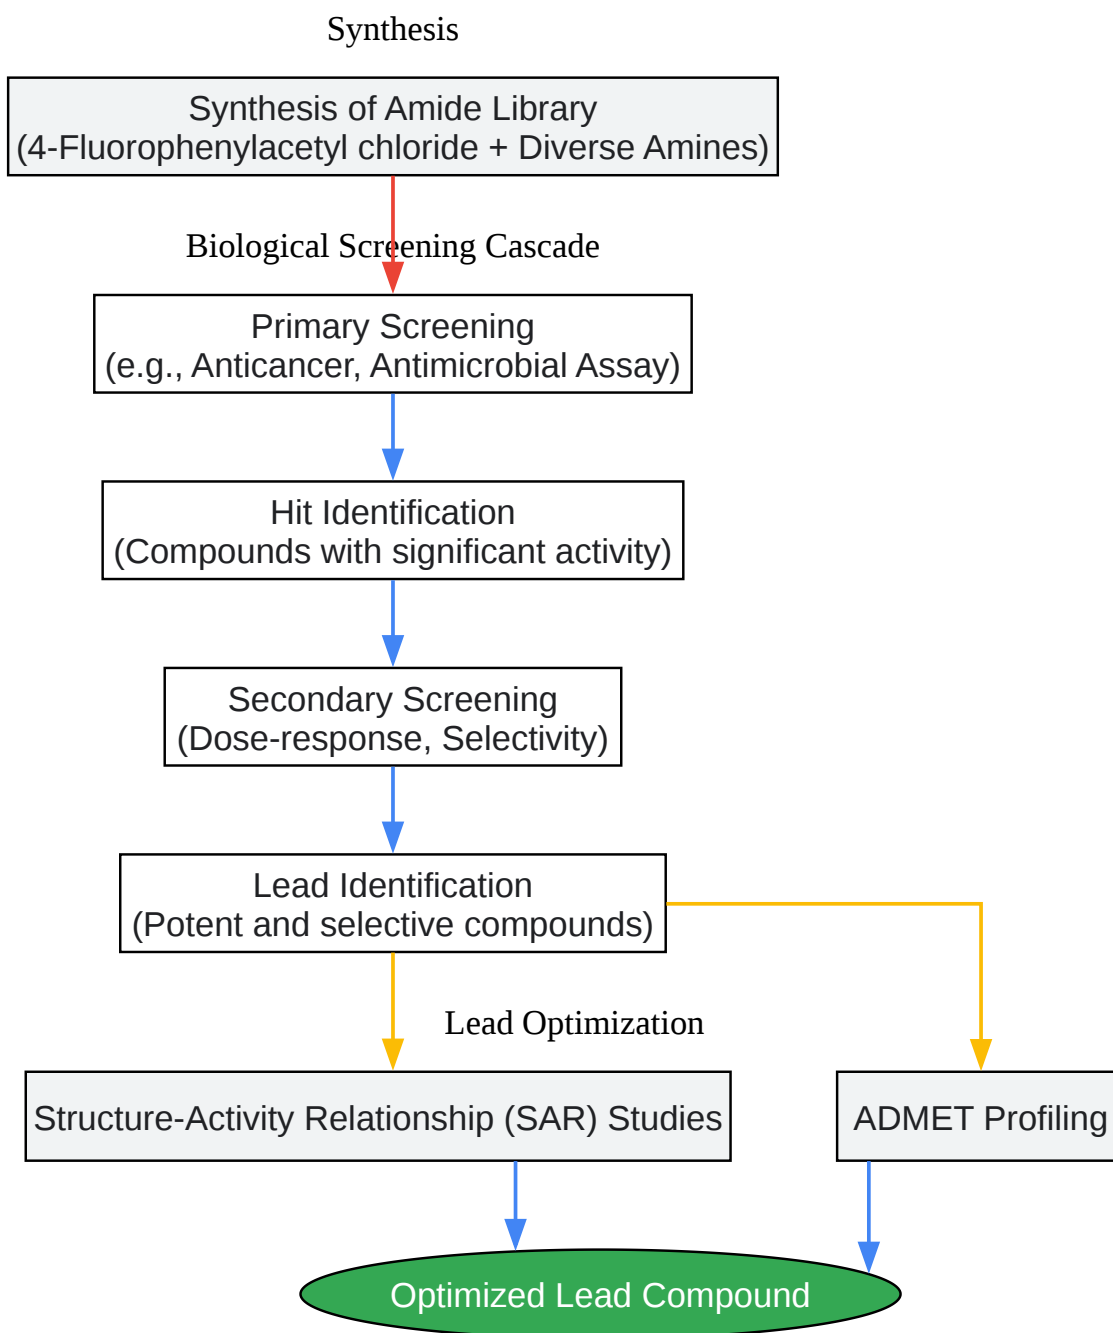 Synthesis
Synthesis of Amide Library
(4-Fluorophenylacetyl chloride + Diverse Amines)
Biological Screening Cascade
Primary Screening
(e.g., Anticancer, Antimicrobial Assay)
Hit Identification
(Compounds with significant activity)
Secondary Screening
(Dose-response, Selectivity)
Lead Identification
(Potent and selective compounds)
Lead Optimization
Structure-Activity Relationship (SAR) Studies
ADMET Profiling
Optimized Lead Compound